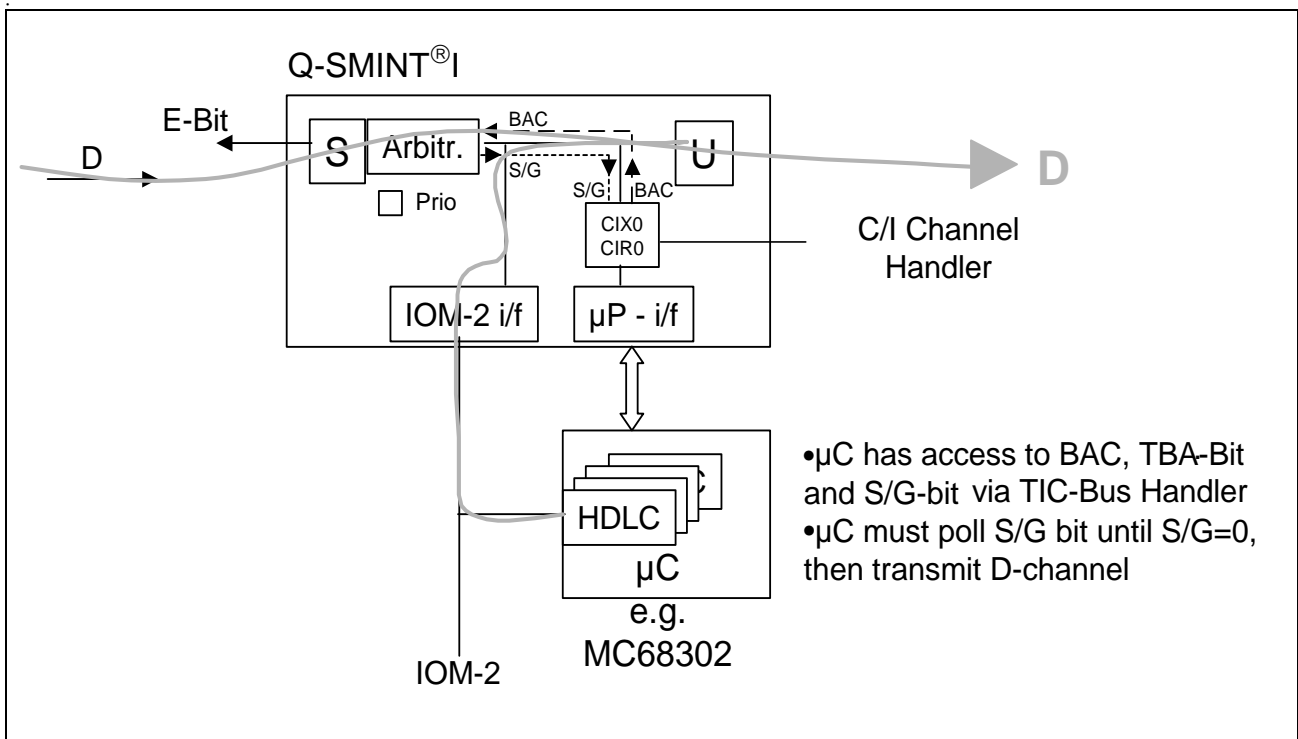 .
Q-SMINT®I
E-Bit
D
S
Arbitr.
BAC
S/G
Prio
S/G
BAC
U
D
CIX0
CIR0
C/I Channel
Handler
IOM-2 i/f
µP - i/f
C
HDLC
µC
e.g.
MC68302
IOM-2
•µC has access to BAC, TBA-Bit
and S/G-bit via TIC-Bus Handler
•µC must poll S/G bit until S/G=0,
then transmit D-channel